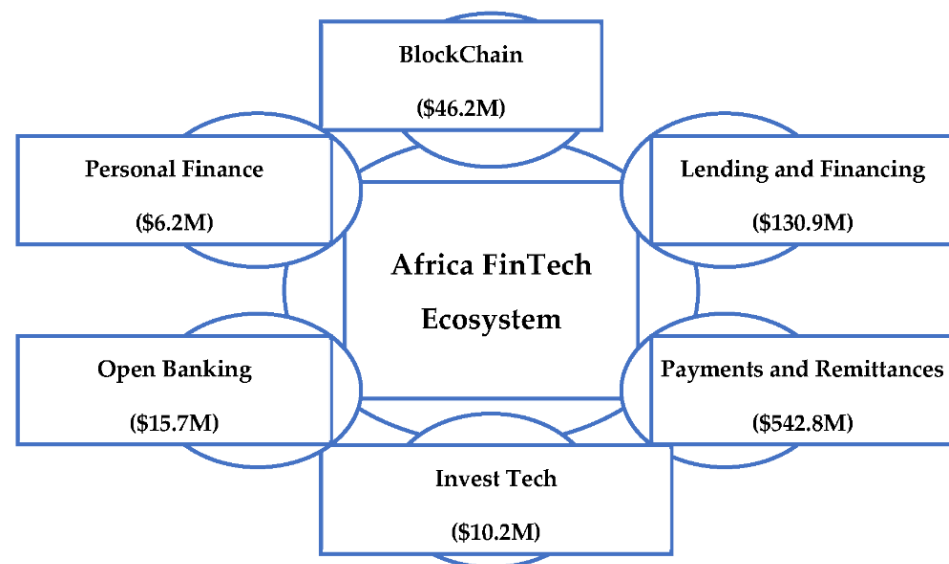 BlockChain
($46.2M)
Personal Finance
($6.2M)
Lending and Financing
($130.9M)
Africa FinTech
Ecosystem
Open Banking
($15.7M)
Payments and Remittances
($542.8M)
Invest Tech
($10.2M)